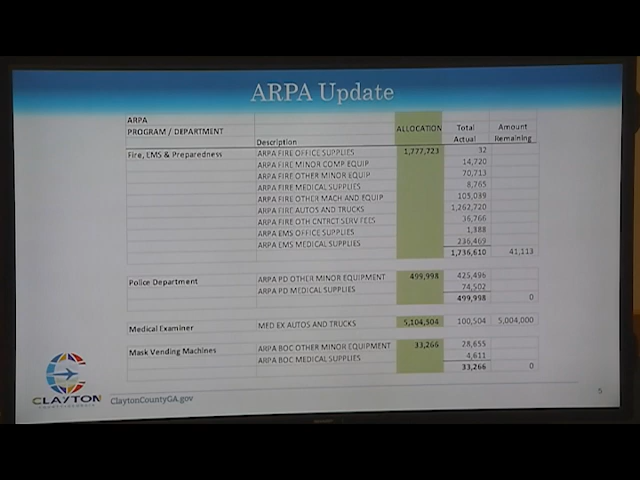 ARPA Update
ARPA
PROGRAM / DEPARTMENT Description ALLOCATION Total Actual Amount Remaining
Fire, EMS & Preparedness ARPA FIRE OFFICE SUPPLIES 1,777,723 32
ARPA FIRE MINOR COMP EQUIP 14,720
ARPA FIRE OTHER MINOR EQUIP 70,713
ARPA FIRE MEDICAL SUPPLIES 8,765
ARPA FIRE OTHER MACH AND EQUIP 105,039
ARPA FIRE AUTOS AND TRUCKS 1,262,720
ARPA FIRE OTH CNTRCT SERV FEES 36,766
ARPA EMS OFFICE SUPPLIES 1,388
ARPA EMS MEDICAL SUPPLIES 236,469
1,736,610 41,113
Police Department ARPA PD OTHER MINOR EQUIPMENT 499,998 425,496
ARPA PD MEDICAL SUPPLIES 74,502
499,998 0
Medical Examiner MED EX AUTOS AND TRUCKS 5,104,504 100,504 5,004,000
Mask Vending Machines ARPA BOC OTHER MINOR EQUIPMENT 33,266 28,655
ARPA BOC MEDICAL SUPPLIES 4,611
33,266 0
CLAYTON
ClaytonCountyGA.gov
5